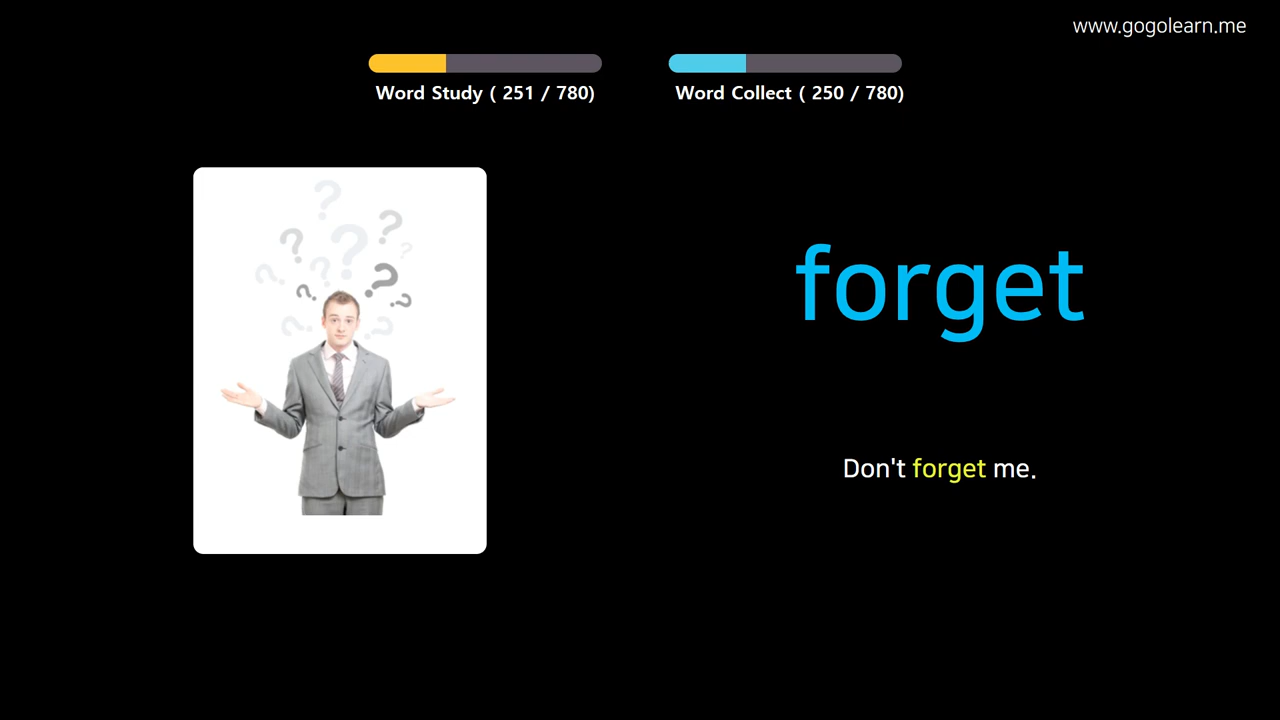 www.gogolearn.me
Word Study ( 251 / 780)
Word Collect ( 250 / 780)
? ? ? ? ? ? ? ? ? ? ? ?
forget
Don't forget me.